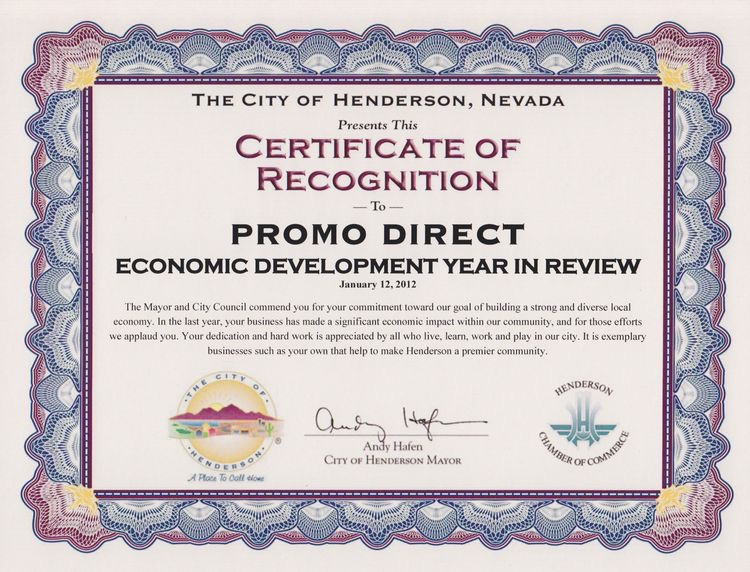 THE CITY OF HENDERSON, NEVADA
Presents This
CERTIFICATE OF
RECOGNITION
— To —
PROMO DIRECT
ECONOMIC DEVELOPMENT YEAR IN REVIEW
January 12, 2012
The Mayor and City Council commend you for your commitment toward our goal of building a strong and diverse local
economy. In the last year, your business has made a significant economic impact within our community, and for those efforts
we applaud you. Your dedication and hard work is appreciated by all who live, learn, work and play in our city. It is exemplary
businesses such as your own that help to make Henderson a premier community.
· THE CITY OF ·
HENDERSON ®
A Place To Call Home
Andy Hafen
Andy Hafen
CITY OF HENDERSON MAYOR
HENDERSON
H
CHAMBER OF COMMERCE